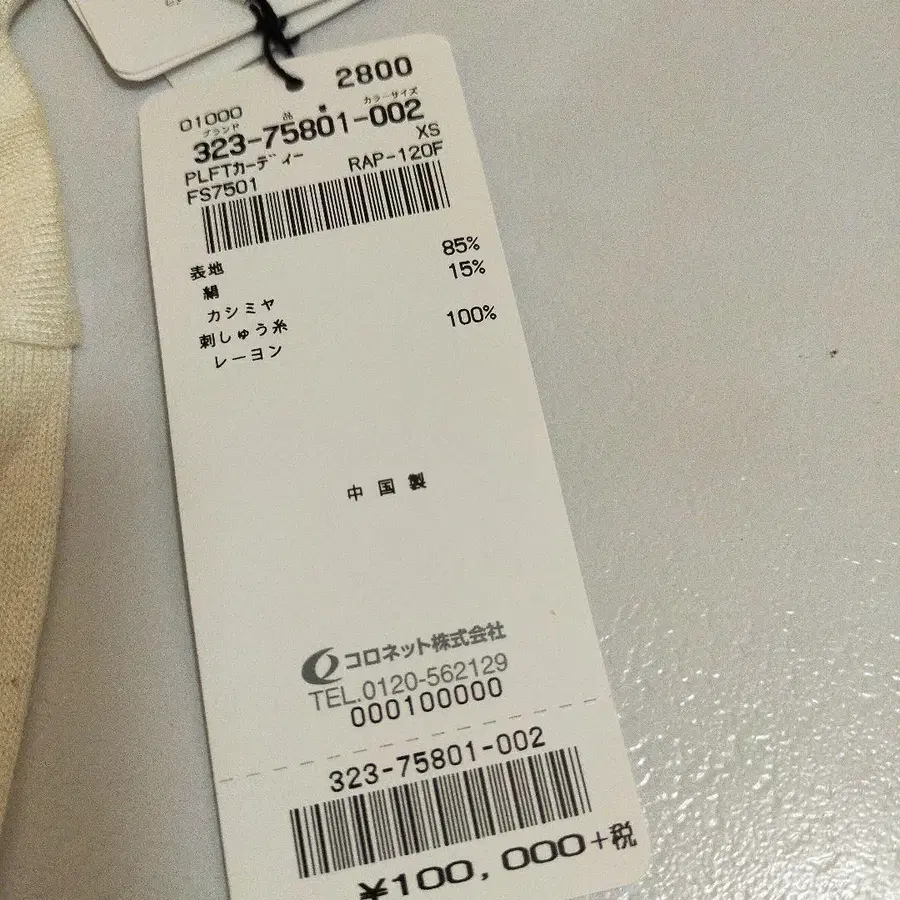 2800
01000
ブランド 品番 カラーサイズ
323-75801-002
XS
PLFTカーディー RAP-120F
FS7501
表地 85%
絹 15%
カシミヤ
刺しゅう糸 100%
レーヨン
中国製
コロネット株式会社
TEL.0120-562129
000100000
323-75801-002
¥100,000+税